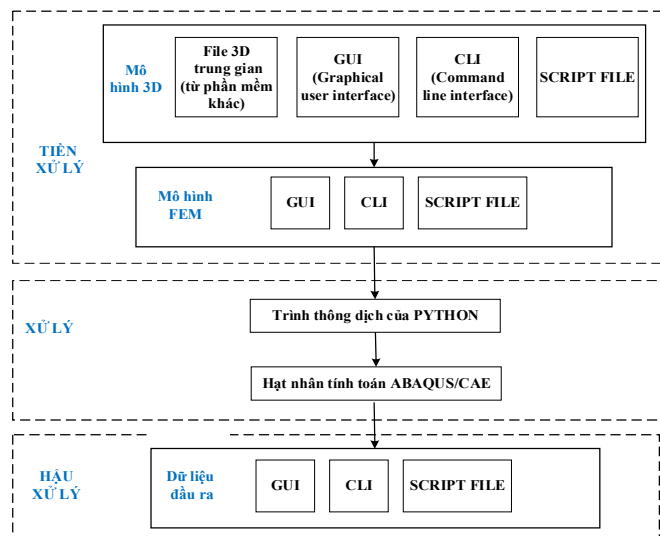 Mô
hình 3D
File 3D
trung gian
(từ phần mềm
khác)
GUI
(Graphical
user interface)
CLI
(Command
line interface)
SCRIPT FILE
TIỀN
XỬ LÝ
Mô hình
FEM
GUI
CLI
SCRIPT FILE
XỬ LÝ
Trình thông dịch của PYTHON
Hạt nhân tính toán ABAQUS/CAE
HẬU
XỬ LÝ
Dữ liệu
đầu ra
GUI
CLI
SCRIPT FILE